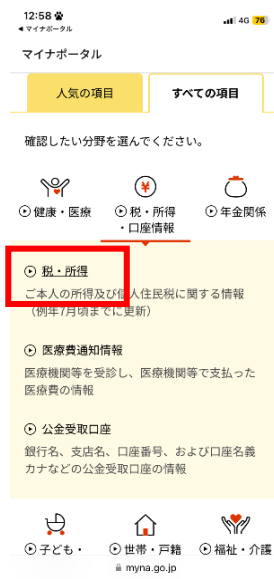 12:58
4G 76
◀ マイナポータル
マイナポータル
人気の項目 すべての項目
確認したい分野を選んでください。
健康・医療 税・所得 年金関係
・口座情報
税・所得
ご本人の所得及び個人住民税に関する情報
(例年7月頃までに更新)
医療費通知情報
医療機関等を受診し、医療機関等で支払った
医療費の情報
公金受取口座
銀行名、支店名、口座番号、および口座名義
カナなどの公金受取口座の情報
子ども・ 世帯・戸籍 福祉・介護
myna.go.jp